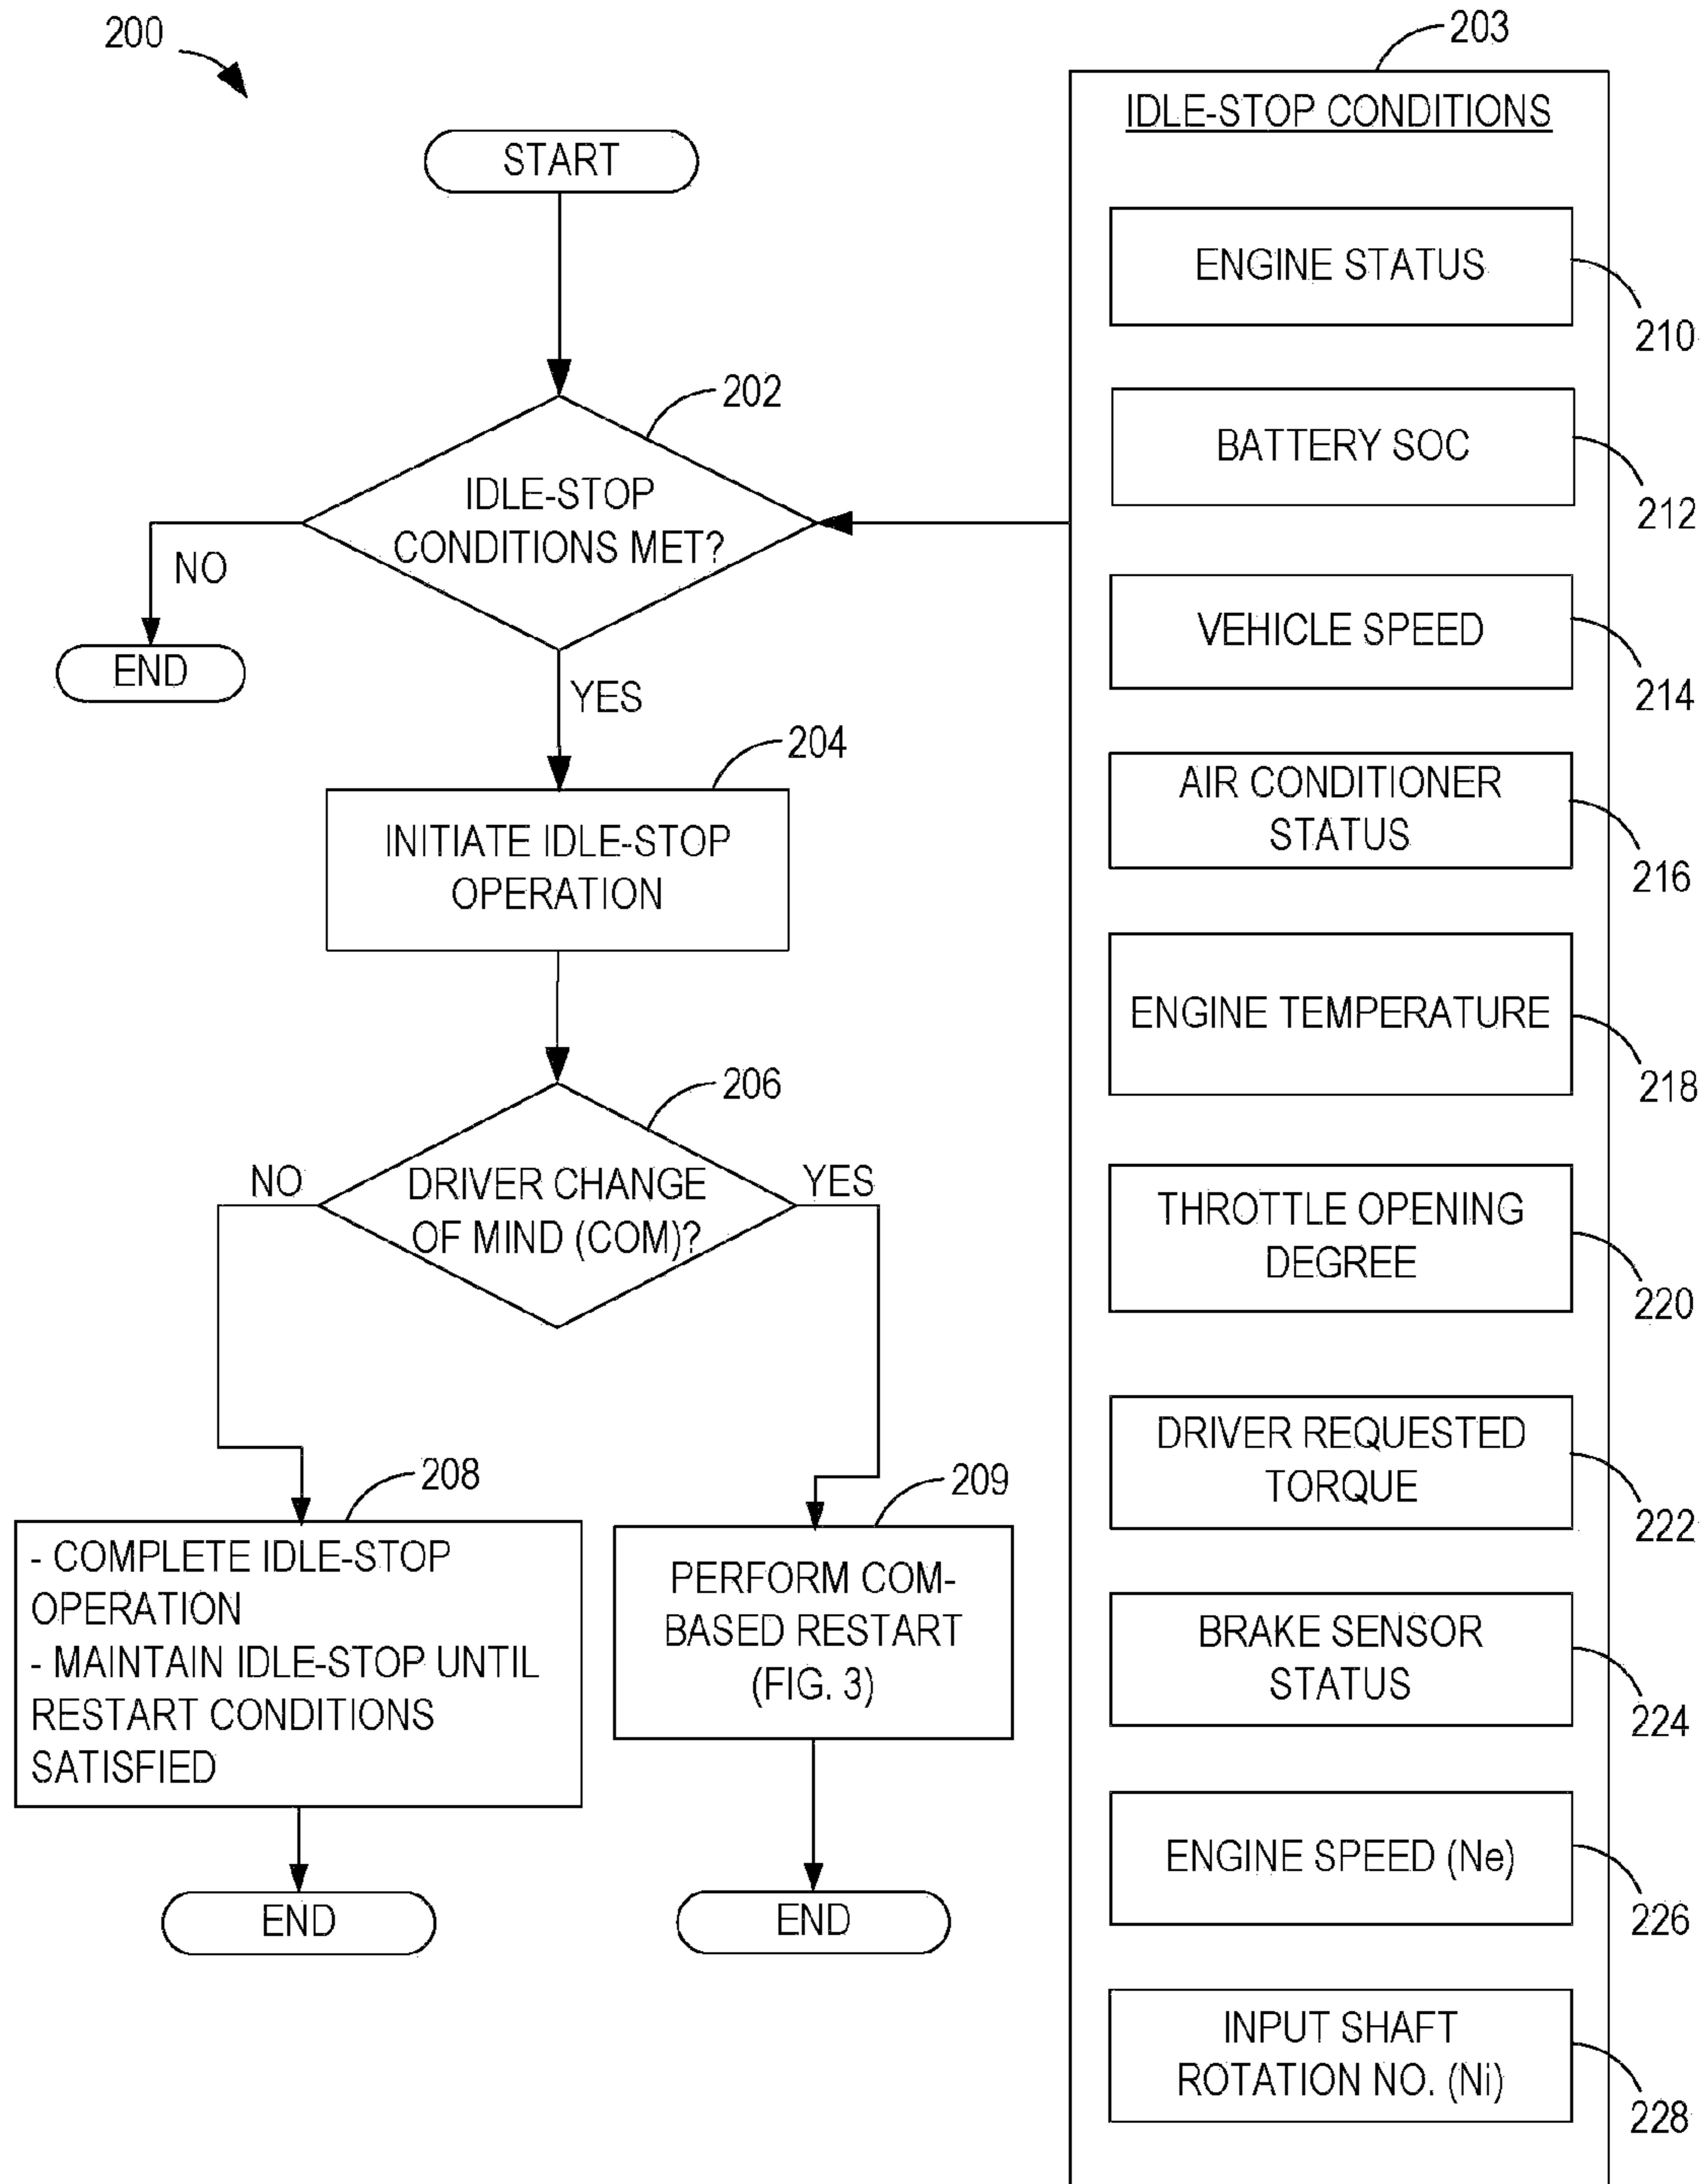 200
START
202
IDLE-STOP
CONDITIONS MET?
NO
END
YES
204
INITIATE IDLE-STOP
OPERATION
206
DRIVER CHANGE
OF MIND (COM)?
NO
YES
208
- COMPLETE IDLE-STOP
OPERATION
- MAINTAIN IDLE-STOP UNTIL
RESTART CONDITIONS
SATISFIED
END
209
PERFORM COM-
BASED RESTART
(FIG. 3)
END
203
IDLE-STOP CONDITIONS
ENGINE STATUS
210
BATTERY SOC
212
VEHICLE SPEED
214
AIR CONDITIONER
STATUS
216
ENGINE TEMPERATURE
218
THROTTLE OPENING
DEGREE
220
DRIVER REQUESTED
TORQUE
222
BRAKE SENSOR
STATUS
224
ENGINE SPEED (Ne)
226
INPUT SHAFT
ROTATION NO. (Ni)
228